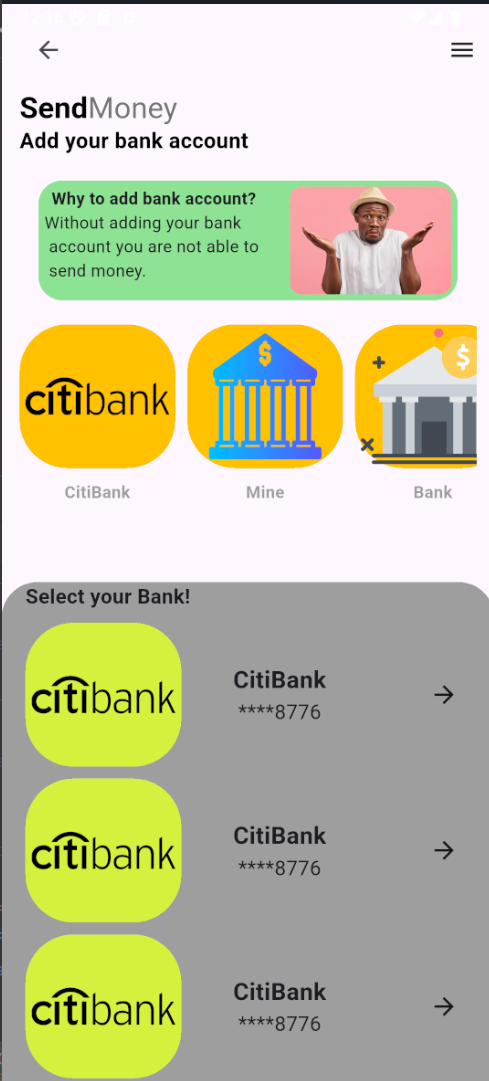 SendMoney
Add your bank account
Why to add bank account?
Without adding your bank
account you are not able to
send money.
citibank
$
$
CitiBank
Mine
Bank
Select your Bank!
citibank
CitiBank
****8776
citibank
CitiBank
****8776
citibank
CitiBank
****8776